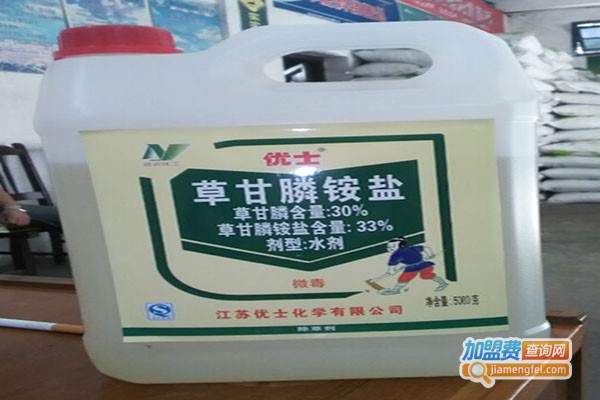 优士®
草甘膦铵盐
草甘膦含量:30%
草甘膦铵盐含量:33%
剂型:水剂
微毒
净含量:5000克
江苏优士化学有限公司
除草剂
加盟费查询网
jiamengfei.com